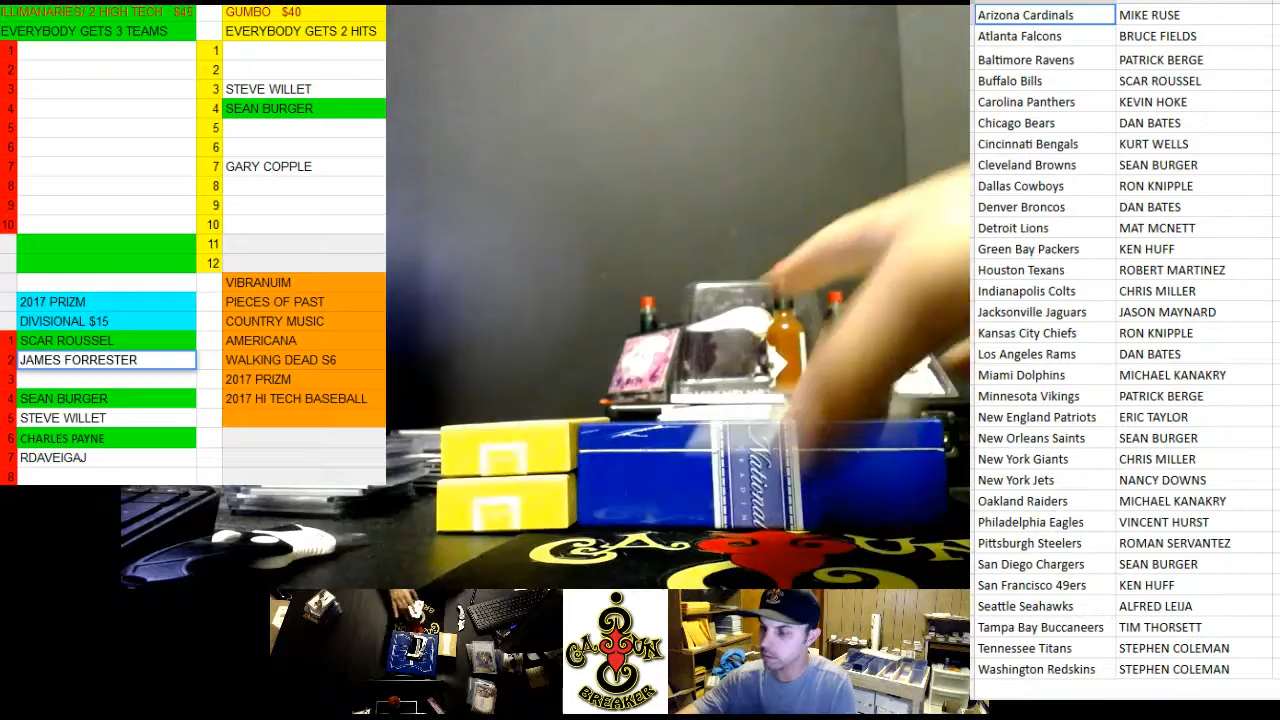 ILLIMANARIES: 2 HIGH TECH $45
EVERYBODY GETS 3 TEAMS
1
2
3
4
5
6
7
8
9
10
2017 PRIZM
DIVISIONAL $15
1 SCAR ROUSSEL
2 JAMES FORRESTER
3
4 SEAN BURGER
5 STEVE WILLET
6 CHARLES PAYNE
7 RDAVEIGAJ
8
GUMBO $40
EVERYBODY GETS 2 HITS
1
2
3 STEVE WILLET
4 SEAN BURGER
5
6
7 GARY COPPLE
8
9
10
11
12
VIBRANUIM
PIECES OF PAST
COUNTRY MUSIC
AMERICANA
WALKING DEAD S6
2017 PRIZM
2017 HI TECH BASEBALL
National
CAJUN
BREAKER
Arizona Cardinals MIKE RUSE
Atlanta Falcons BRUCE FIELDS
Baltimore Ravens PATRICK BERGE
Buffalo Bills SCAR ROUSSEL
Carolina Panthers KEVIN HOKE
Chicago Bears DAN BATES
Cincinnati Bengals KURT WELLS
Cleveland Browns SEAN BURGER
Dallas Cowboys RON KNIPPLE
Denver Broncos DAN BATES
Detroit Lions MAT MCNETT
Green Bay Packers KEN HUFF
Houston Texans ROBERT MARTINEZ
Indianapolis Colts CHRIS MILLER
Jacksonville Jaguars JASON MAYNARD
Kansas City Chiefs RON KNIPPLE
Los Angeles Rams DAN BATES
Miami Dolphins MICHAEL KANAKRY
Minnesota Vikings PATRICK BERGE
New England Patriots ERIC TAYLOR
New Orleans Saints SEAN BURGER
New York Giants CHRIS MILLER
New York Jets NANCY DOWNS
Oakland Raiders MICHAEL KANAKRY
Philadelphia Eagles VINCENT HURST
Pittsburgh Steelers ROMAN SERVANTEZ
San Diego Chargers SEAN BURGER
San Francisco 49ers KEN HUFF
Seattle Seahawks ALFRED LEIJA
Tampa Bay Buccaneers TIM THORSETT
Tennessee Titans STEPHEN COLEMAN
Washington Redskins STEPHEN COLEMAN